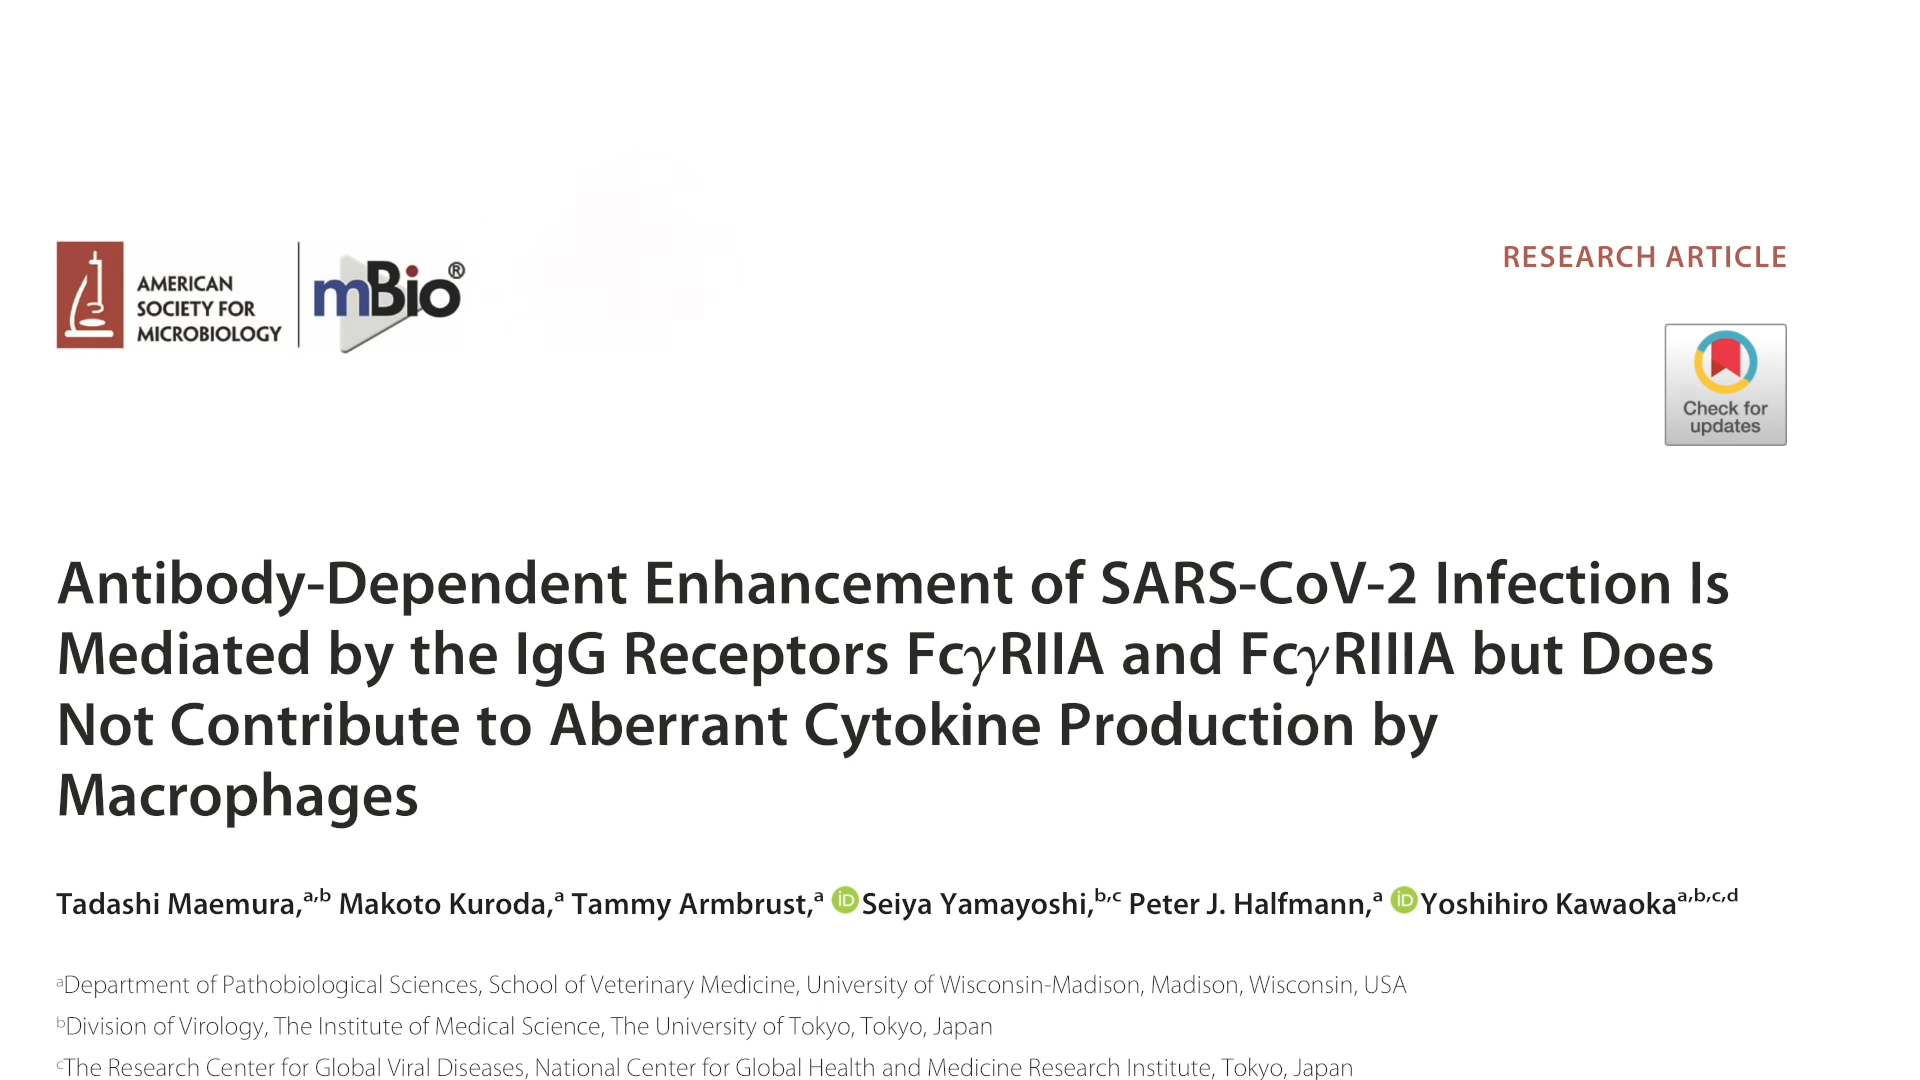 AMERICAN
SOCIETY FOR
MICROBIOLOGY
mBio®
RESEARCH ARTICLE
Check for
updates
Antibody-Dependent Enhancement of SARS-CoV-2 Infection Is
Mediated by the IgG Receptors FcγRIIA and FcγRIIIA but Does
Not Contribute to Aberrant Cytokine Production by
Macrophages
Tadashi Maemura,a,b Makoto Kuroda,a Tammy Armbrust,a iD Seiya Yamayoshi,b,c Peter J. Halfmann,a iD Yoshihiro Kawaokaa,b,c,d
aDepartment of Pathobiological Sciences, School of Veterinary Medicine, University of Wisconsin-Madison, Madison, Wisconsin, USA
bDivision of Virology, The Institute of Medical Science, The University of Tokyo, Tokyo, Japan
cThe Research Center for Global Viral Diseases, National Center for Global Health and Medicine Research Institute, Tokyo, Japan